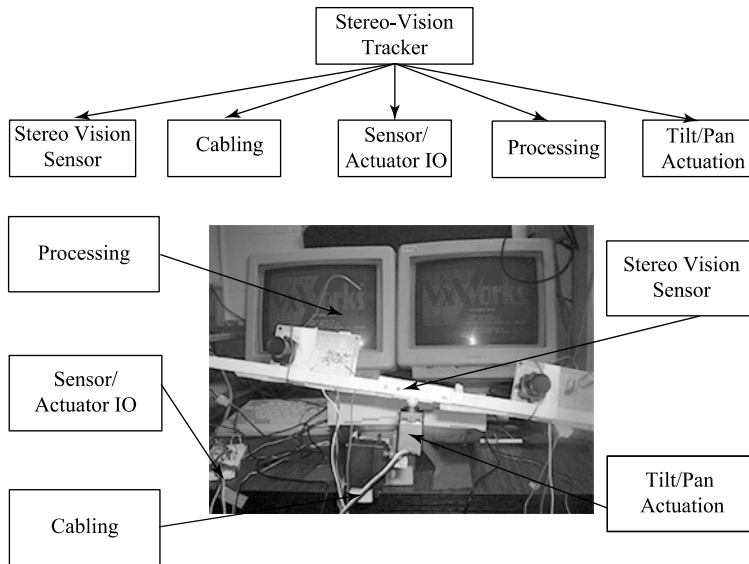 Stereo-Vision
Tracker
Stereo Vision
Sensor
Cabling
Sensor/
Actuator IO
Processing
Tilt/Pan
Actuation
Processing
Stereo Vision
Sensor
VxWorks
VxWorks
Sensor/
Actuator IO
Tilt/Pan
Actuation
Cabling